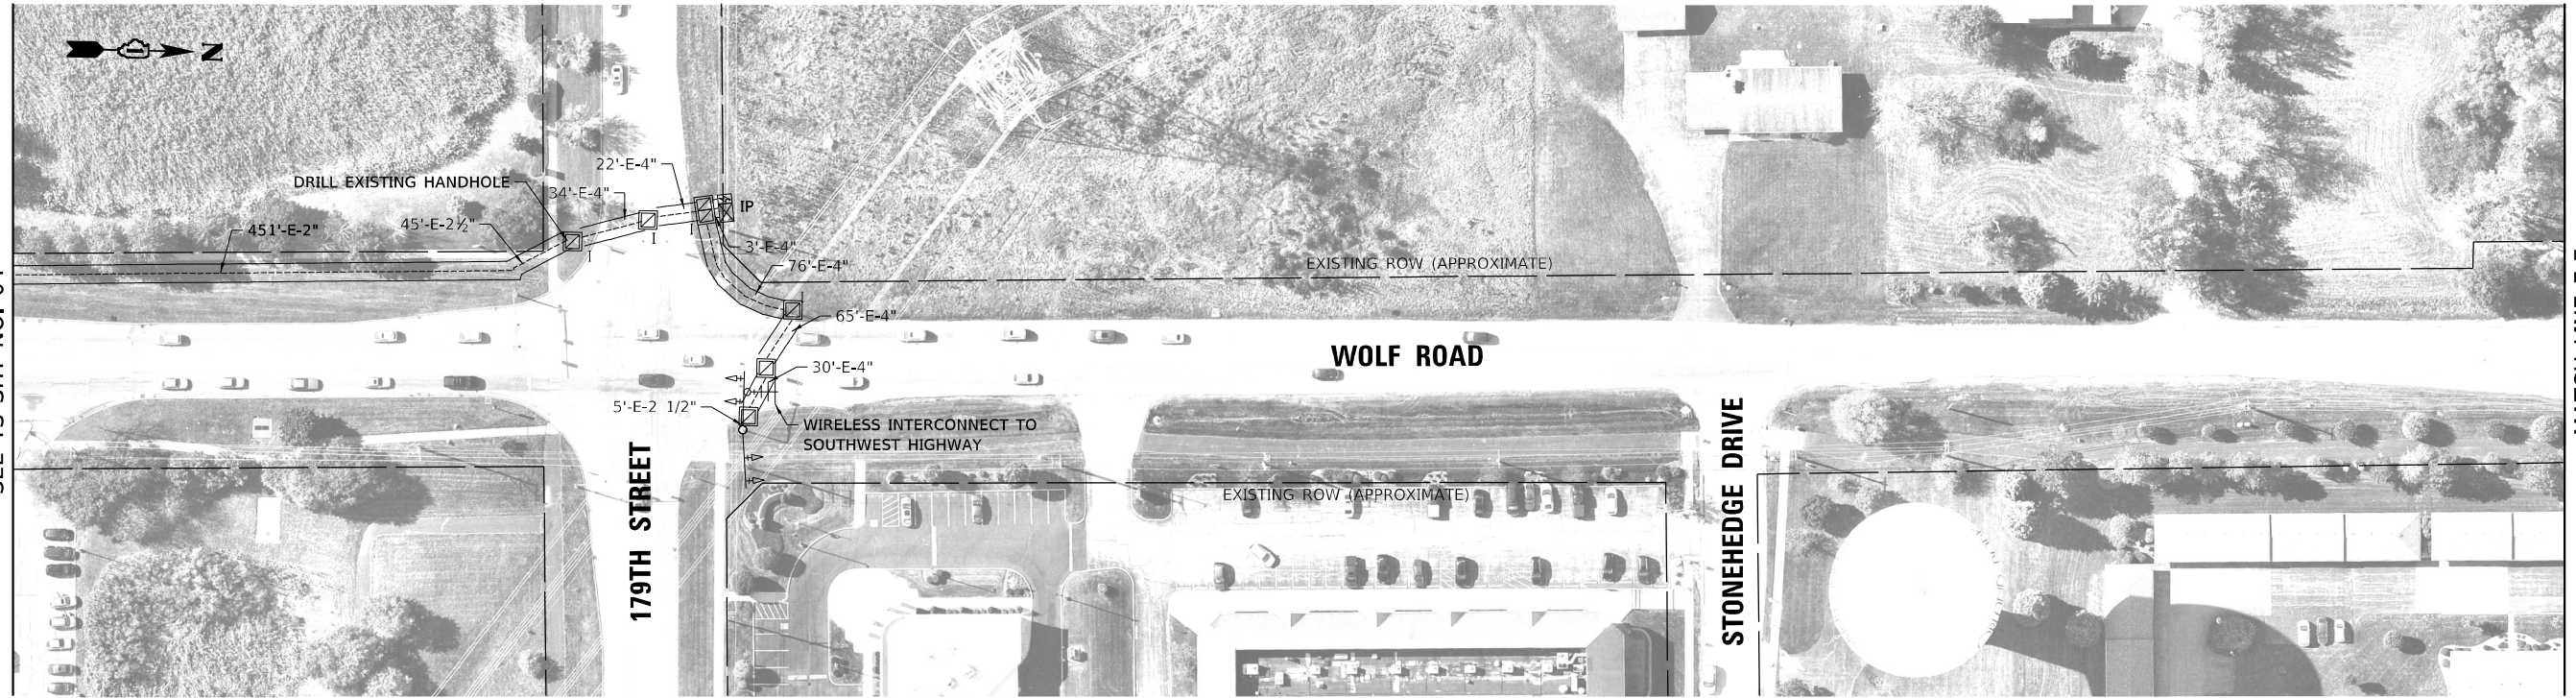 N
22'-E-4"
DRILL EXISTING HANDHOLE
34'-E-4"
IP
451'-E-2"
45'-E-2½"
I
I
I
3'-E-4"
76'-E-4"
EXISTING ROW (APPROXIMATE)
65'-E-4"
WOLF ROAD
30'-E-4"
5'-E-2 1/2"
WIRELESS INTERCONNECT TO
SOUTHWEST HIGHWAY
EXISTING ROW (APPROXIMATE)
179TH STREET
STONEHEDGE DRIVE